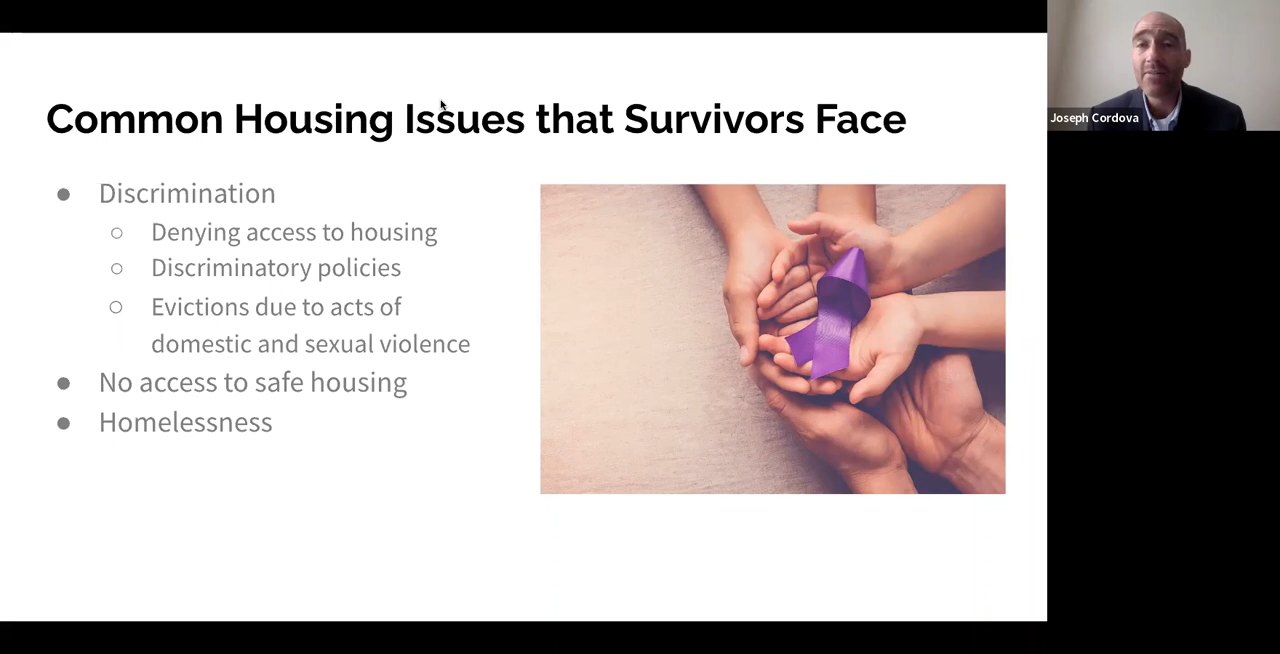 Common Housing Issues that Survivors Face
● Discrimination
○ Denying access to housing
○ Discriminatory policies
○ Evictions due to acts of
domestic and sexual violence
● No access to safe housing
● Homelessness
Joseph Cordova